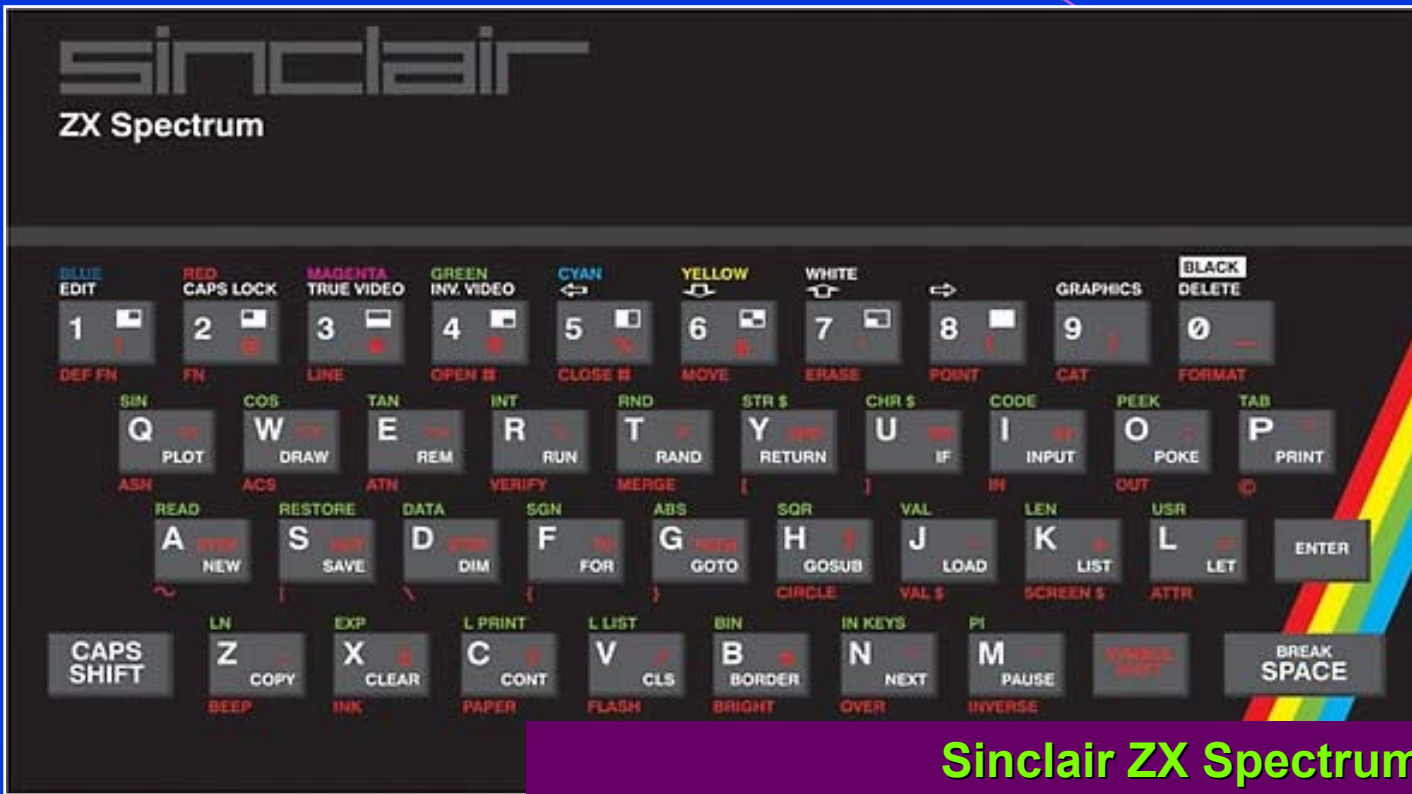 sinclair
ZX Spectrum
BLUE RED MAGENTA GREEN CYAN YELLOW WHITE BLACK
EDIT CAPS LOCK TRUE VIDEO INV. VIDEO ⇦ ⇩ ⇧ ⇨ GRAPHICS DELETE
1 2 3 4 5 6 7 8 9 0
DEF FN FN LINE OPEN # CLOSE # MOVE ERASE POINT CAT FORMAT
SIN COS TAN INT RND STR $ CHR $ CODE PEEK TAB
Q W E R T Y U I O P
PLOT DRAW REM RUN RAND RETURN IF INPUT POKE PRINT
ASN ACS ATN VERIFY MERGE [ ] IN OUT ©
READ RESTORE DATA SGN ABS SQR VAL LEN USR
A S D F G H J K L ENTER
NEW SAVE DIM FOR GOTO GOSUB LOAD LIST LET
~ | \ { } CIRCLE VAL $ SCREEN $ ATTR
LN EXP L PRINT L LIST BIN IN KEYS PI
CAPS SHIFT Z X C V B N M BREAK SPACE
COPY CLEAR CONT CLS BORDER NEXT PAUSE
BEEP INK PAPER FLASH BRIGHT OVER INVERSE
Sinclair ZX Spectrum